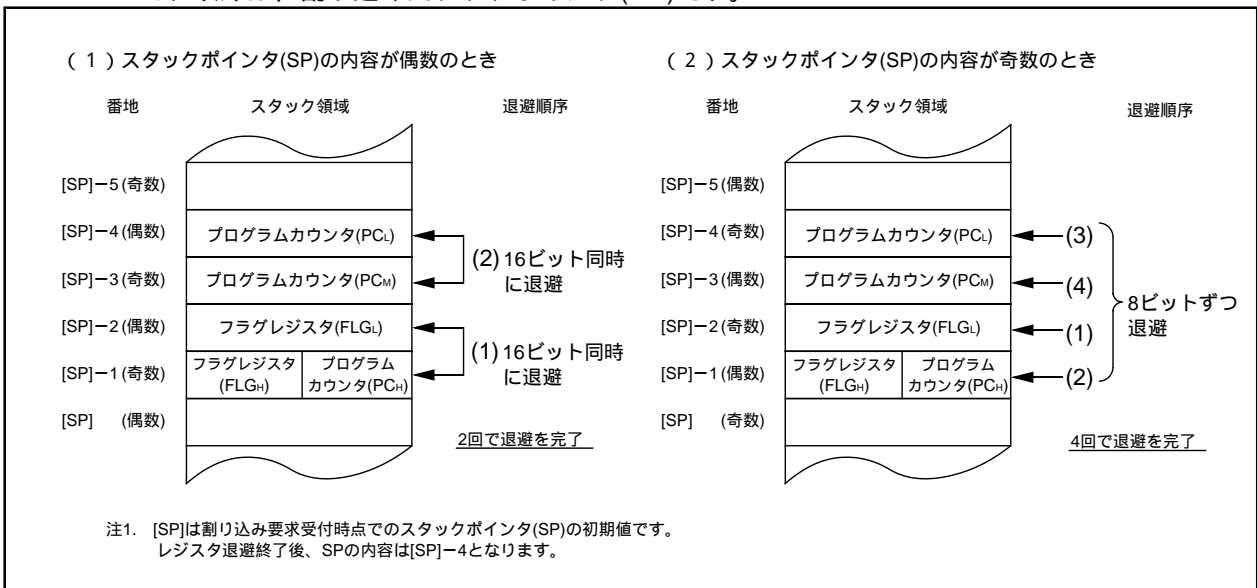 (1)スタックポインタ(SP)の内容が偶数のとき
番地 スタック領域 退避順序
[SP]ー5(奇数)
[SP]ー4(偶数) プログラムカウンタ(PCL)
[SP]ー3(奇数) プログラムカウンタ(PCM)
(2)16ビット同時
に退避
[SP]ー2(偶数) フラグレジスタ(FLGL)
[SP]ー1(奇数) フラグレジスタ
(FLGH)
プログラム
カウンタ(PCH)
(1)16ビット同時
に退避
[SP] (偶数)
2回で退避を完了
(2)スタックポインタ(SP)の内容が奇数のとき
番地 スタック領域 退避順序
[SP]ー5(偶数)
[SP]ー4(奇数) プログラムカウンタ(PCL) (3)
[SP]ー3(偶数) プログラムカウンタ(PCM) (4)
[SP]ー2(奇数) フラグレジスタ(FLGL) (1)
[SP]ー1(偶数) フラグレジスタ
(FLGH)
プログラム
カウンタ(PCH)
(2)
8ビットずつ
退避
[SP] (奇数)
4回で退避を完了
注1. [SP]は割り込み要求受付時点でのスタックポインタ(SP)の初期値です。
レジスタ退避終了後、SPの内容は[SP]ー4となります。